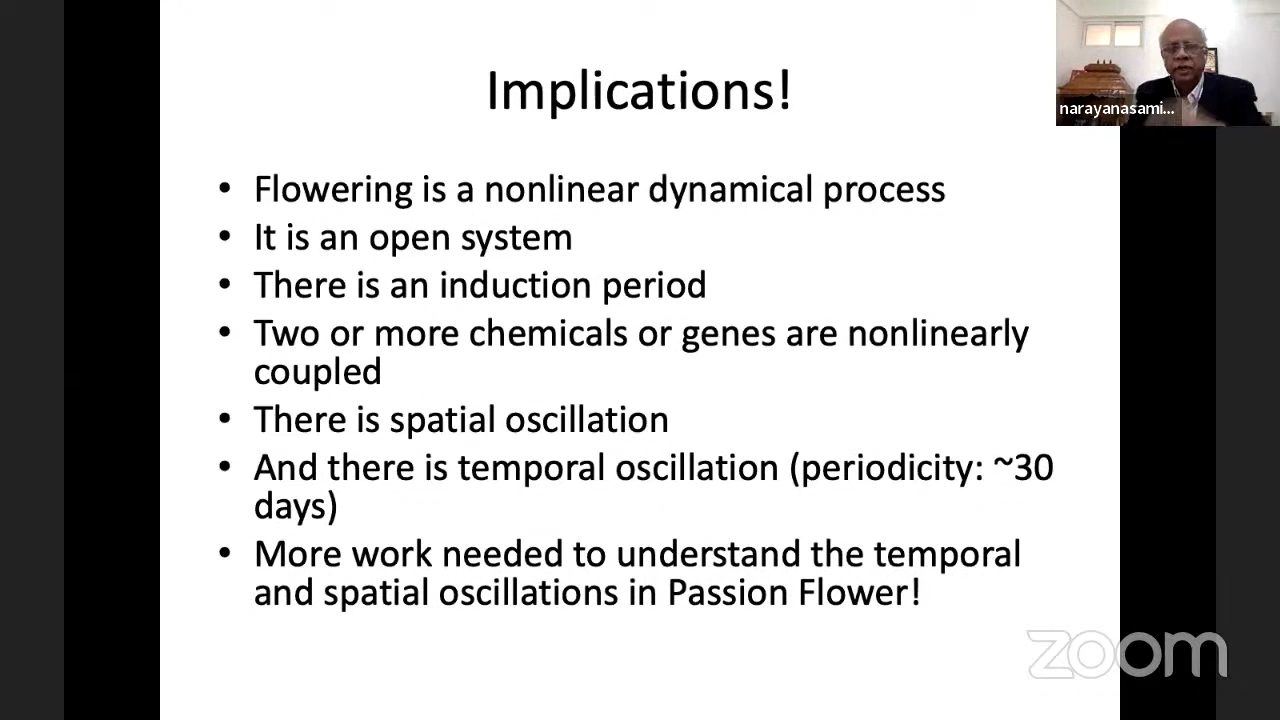 Implications!
narayanasami...
• Flowering is a nonlinear dynamical process
• It is an open system
• There is an induction period
• Two or more chemicals or genes are nonlinearly
coupled
• There is spatial oscillation
• And there is temporal oscillation (periodicity: ~30
days)
• More work needed to understand the temporal
and spatial oscillations in Passion Flower!
zoom